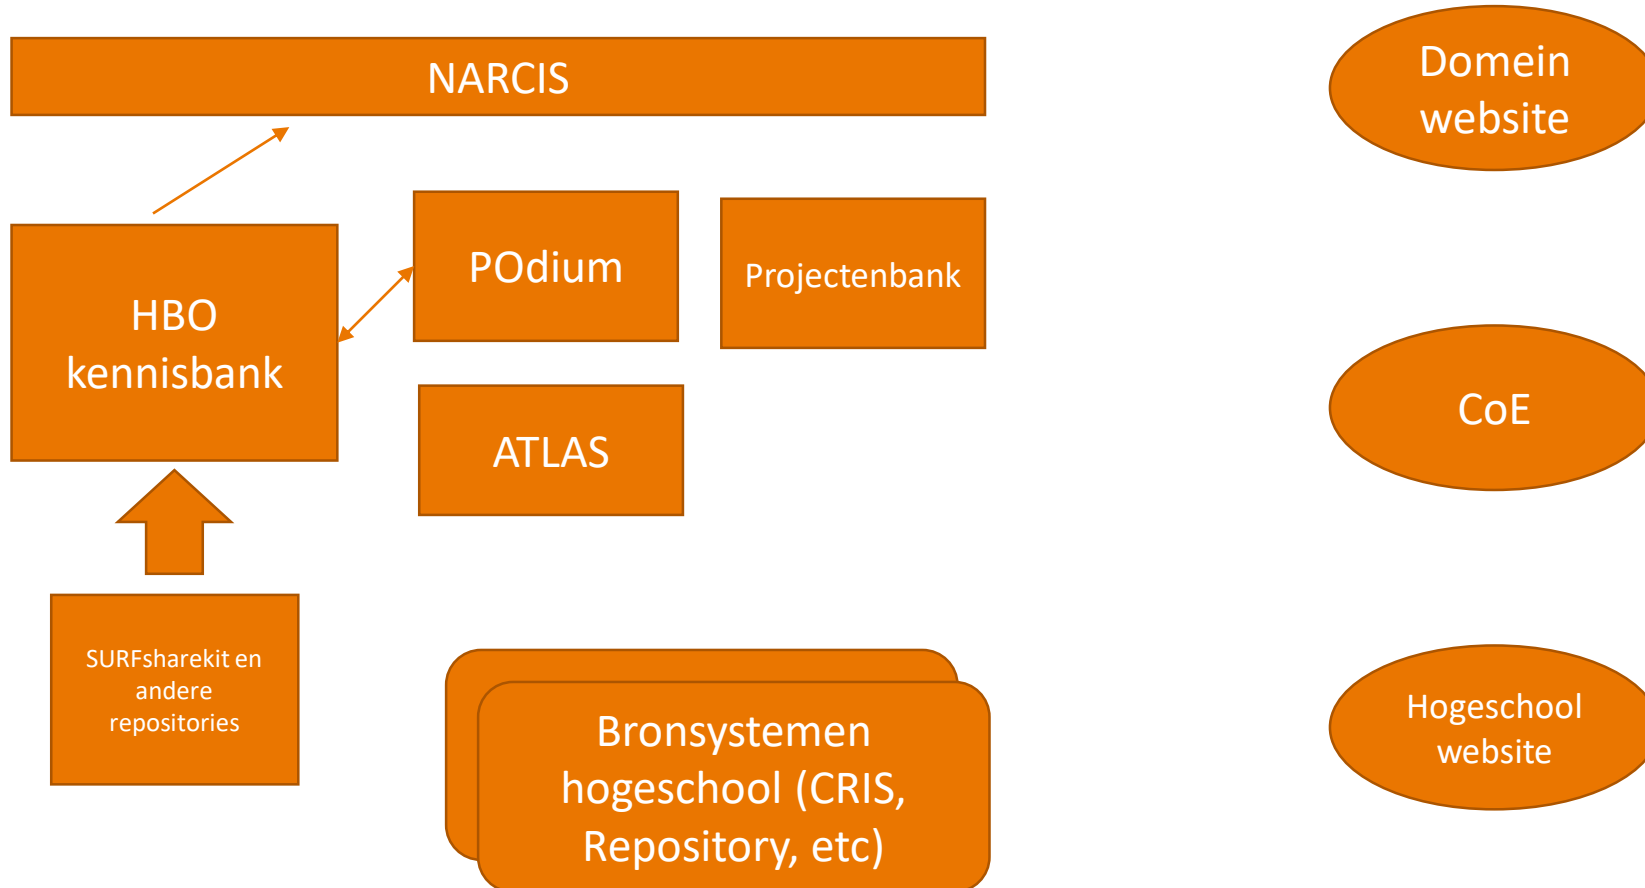 NARCIS
Domein
website
POdium
Projectenbank
HBO
kennisbank
CoE
ATLAS
SURFsharekit en
andere
repositories
Bronsystemen
hogeschool (CRIS,
Repository, etc)
Hogeschool
website